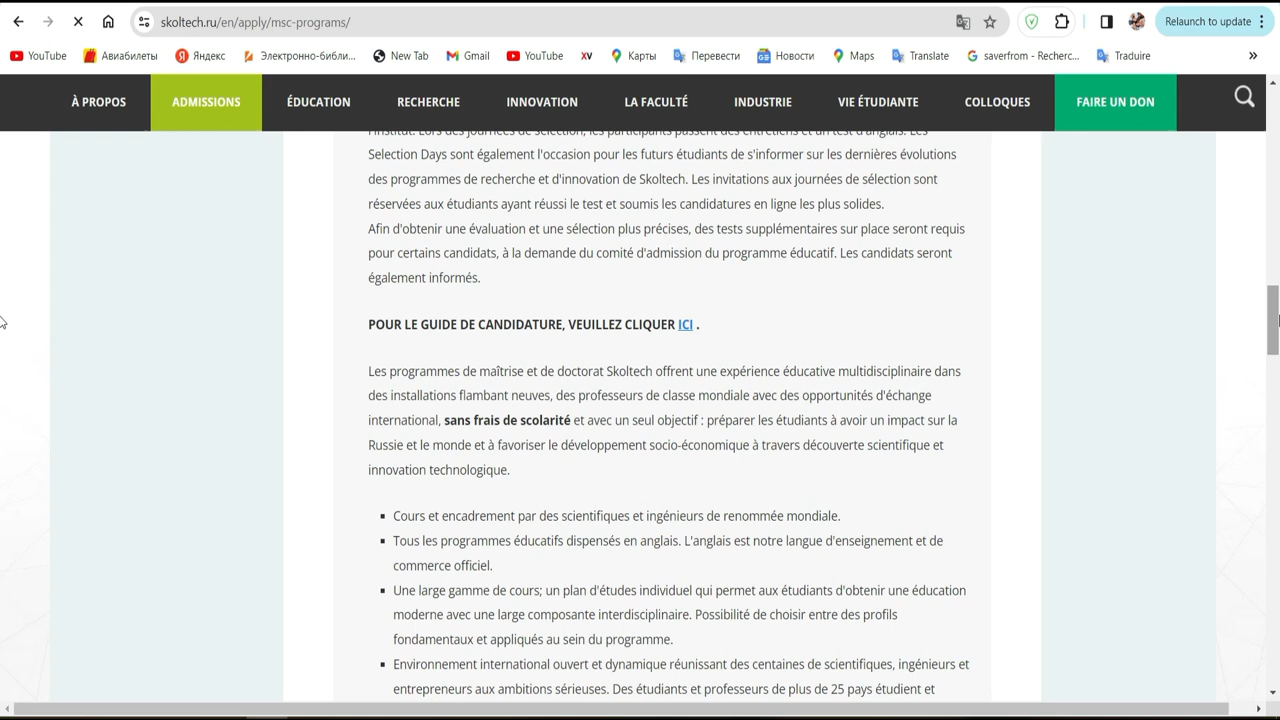 skoltech.ru/en/apply/msc-programs/
Relaunch to update
YouTube Авиабилеты Яндекс Электронно-библи... New Tab Gmail YouTube XV Карты Перевести Новости Maps Translate saverfrom - Recherc... Traduire »
À PROPOS ADMISSIONS ÉDUCATION RECHERCHE INNOVATION LA FACULTÉ INDUSTRIE VIE ÉTUDIANTE COLLOQUES FAIRE UN DON
l'institut. Lors des journées de sélection, les participants passent des entretiens et un test d'anglais. Les
Selection Days sont également l'occasion pour les futurs étudiants de s'informer sur les dernières évolutions
des programmes de recherche et d'innovation de Skoltech. Les invitations aux journées de sélection sont
réservées aux étudiants ayant réussi le test et soumis les candidatures en ligne les plus solides.
Afin d'obtenir une évaluation et une sélection plus précises, des tests supplémentaires sur place seront requis
pour certains candidats, à la demande du comité d'admission du programme éducatif. Les candidats seront
également informés.
POUR LE GUIDE DE CANDIDATURE, VEUILLEZ CLIQUER ICI .
Les programmes de maîtrise et de doctorat Skoltech offrent une expérience éducative multidisciplinaire dans
des installations flambant neuves, des professeurs de classe mondiale avec des opportunités d'échange
international, sans frais de scolarité et avec un seul objectif : préparer les étudiants à avoir un impact sur la
Russie et le monde et à favoriser le développement socio-économique à travers découverte scientifique et
innovation technologique.
▪ Cours et encadrement par des scientifiques et ingénieurs de renommée mondiale.
▪ Tous les programmes éducatifs dispensés en anglais. L'anglais est notre langue d'enseignement et de
commerce officiel.
▪ Une large gamme de cours; un plan d'études individuel qui permet aux étudiants d'obtenir une éducation
moderne avec une large composante interdisciplinaire. Possibilité de choisir entre des profils
fondamentaux et appliqués au sein du programme.
▪ Environnement international ouvert et dynamique réunissant des centaines de scientifiques, ingénieurs et
entrepreneurs aux ambitions sérieuses. Des étudiants et professeurs de plus de 25 pays étudient et